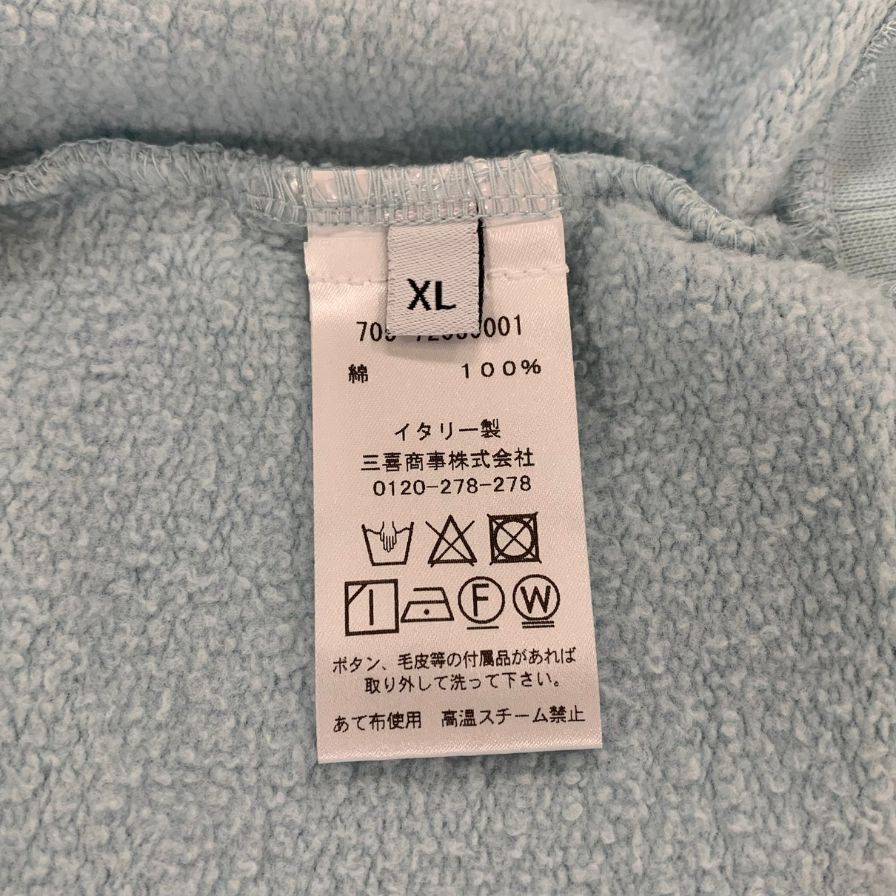 XL
綿 100%
イタリー製
三喜商事株式会社
0120-278-278
F W
ボタン、毛皮等の付属品があれば
取り外して洗って下さい。
あて布使用 高温スチーム禁止